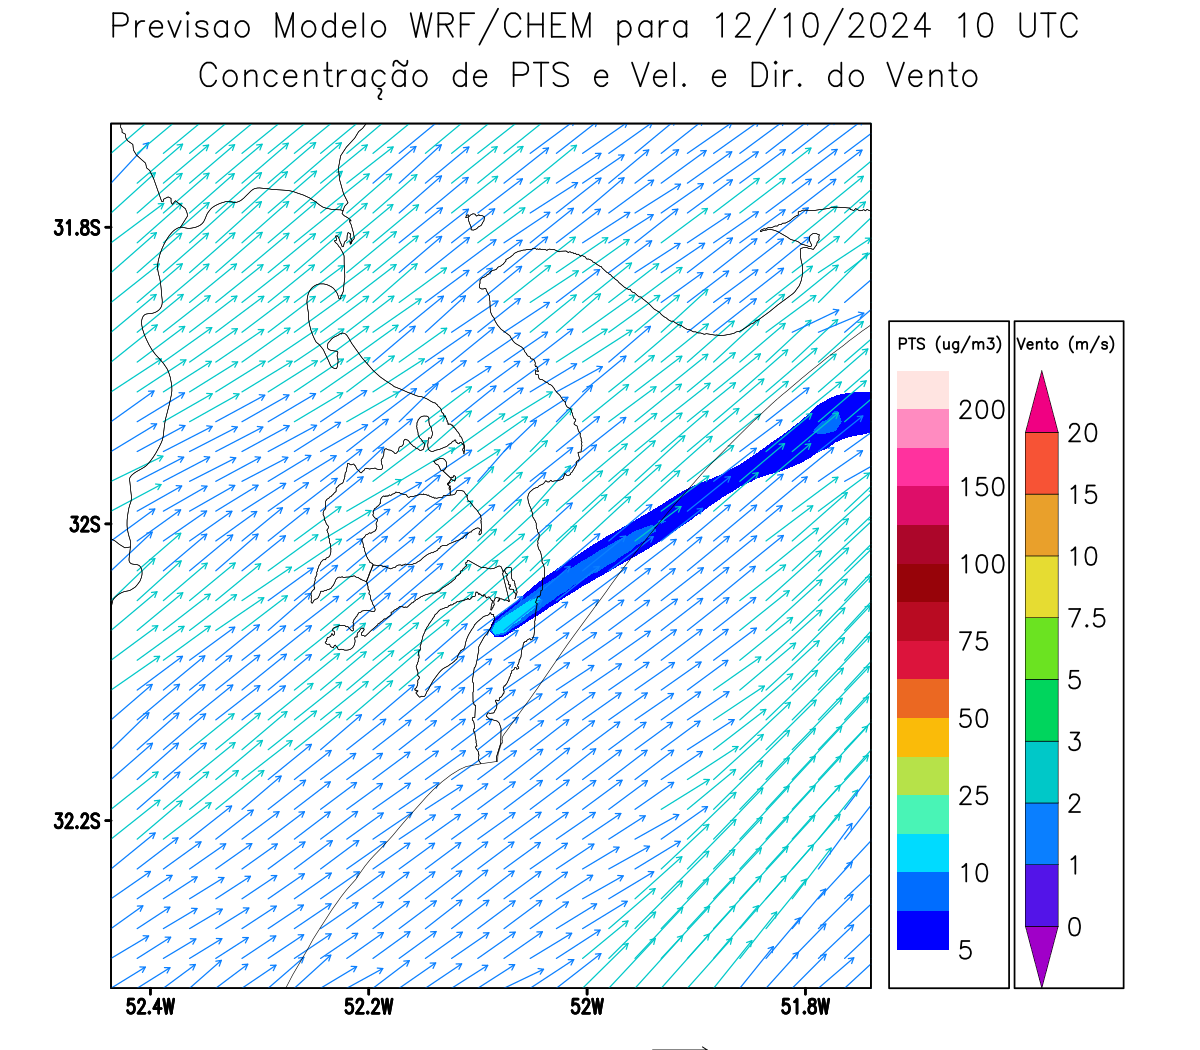 Previsao Modelo WRF/CHEM para 12/10/2024 10 UTC
Concentração de PTS e Vel. e Dir. do Vento
31.8S
32S
32.2S
52.4W
52.2W
52W
51.8W
PTS (ug/m3)
200
150
100
75
50
25
10
5
Vento (m/s)
20
15
10
7.5
5
3
2
1
0